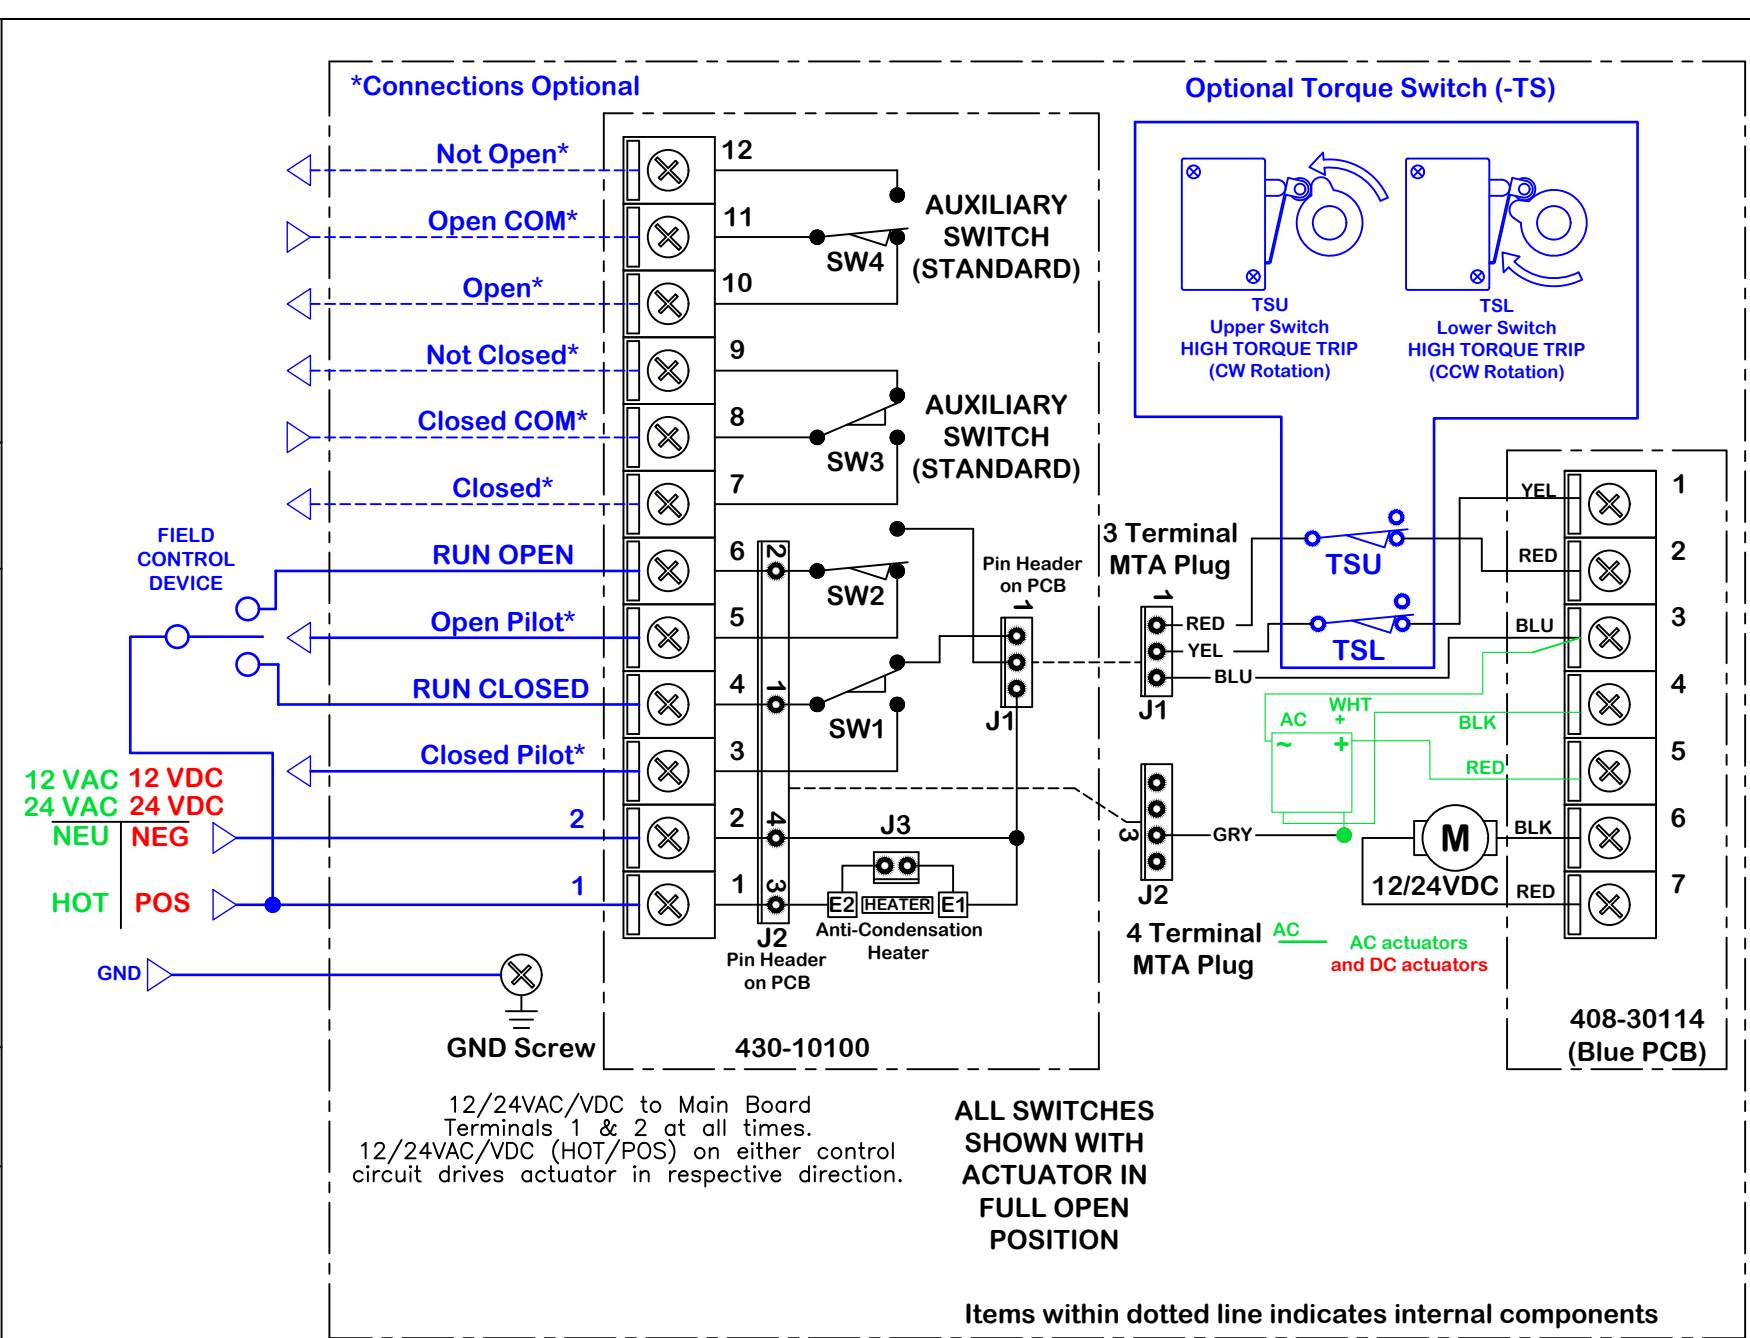 *Connections Optional
Optional Torque Switch (-TS)
Not Open*
12
Open COM*
11
SW4
AUXILIARY
SWITCH
(STANDARD)
Open*
10
Not Closed*
9
Closed COM*
8
SW3
AUXILIARY
SWITCH
(STANDARD)
Closed*
7
TSU
Upper Switch
HIGH TORQUE TRIP
(CW Rotation)
TSL
Lower Switch
HIGH TORQUE TRIP
(CCW Rotation)
FIELD
CONTROL
DEVICE
RUN OPEN
6
2
SW2
Open Pilot*
5
RUN CLOSED
4
1
SW1
Closed Pilot*
3
12 VAC 12 VDC
24 VAC 24 VDC
NEU NEG
2
2
4
HOT POS
1
1
3
J3
E2 HEATER E1
Anti-Condensation
Heater
J2
Pin Header
on PCB
GND
GND Screw
430-10100
Pin Header
on PCB
1
J1
3 Terminal
MTA Plug
1
RED
YEL
BLU
J1
TSU
TSL
3
GRY
J2
4 Terminal
MTA Plug
AC
WHT
+
~ +
BLK
RED
M
12/24VDC
BLK
RED
AC
AC actuators
and DC actuators
YEL
1
RED
2
BLU
3
4
5
6
7
408-30114
(Blue PCB)
12/24VAC/VDC to Main Board
Terminals 1 & 2 at all times.
12/24VAC/VDC (HOT/POS) on either control
circuit drives actuator in respective direction.
ALL SWITCHES
SHOWN WITH
ACTUATOR IN
FULL OPEN
POSITION
Items within dotted line indicates internal components